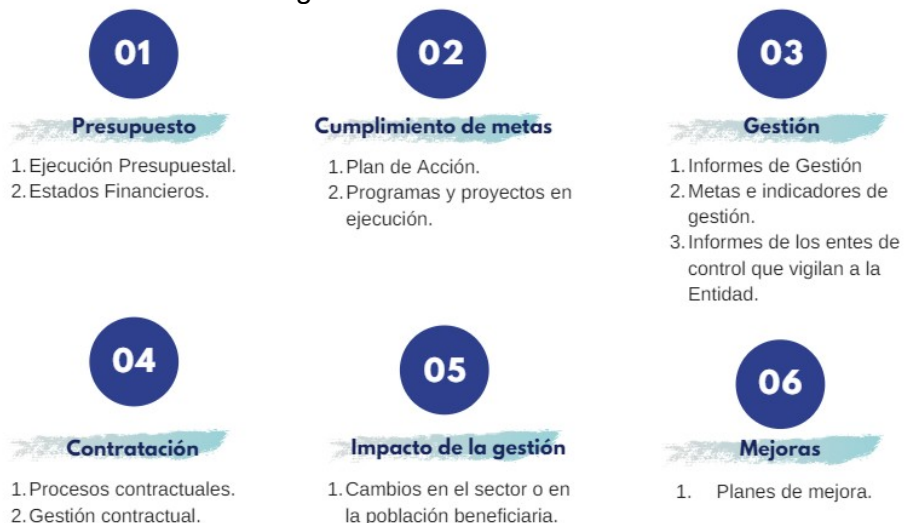 01
Presupuesto
1. Ejecución Presupuestal.
2. Estados Financieros.
02
Cumplimiento de metas
1. Plan de Acción.
2. Programas y proyectos en
ejecución.
03
Gestión
1. Informes de Gestión
2. Metas e indicadores de
gestión.
3. Informes de los entes de
control que vigilan a la
Entidad.
04
Contratación
1. Procesos contractuales.
2. Gestión contractual.
05
Impacto de la gestión
1. Cambios en el sector o en
la población beneficiaria.
06
Mejoras
1. Planes de mejora.